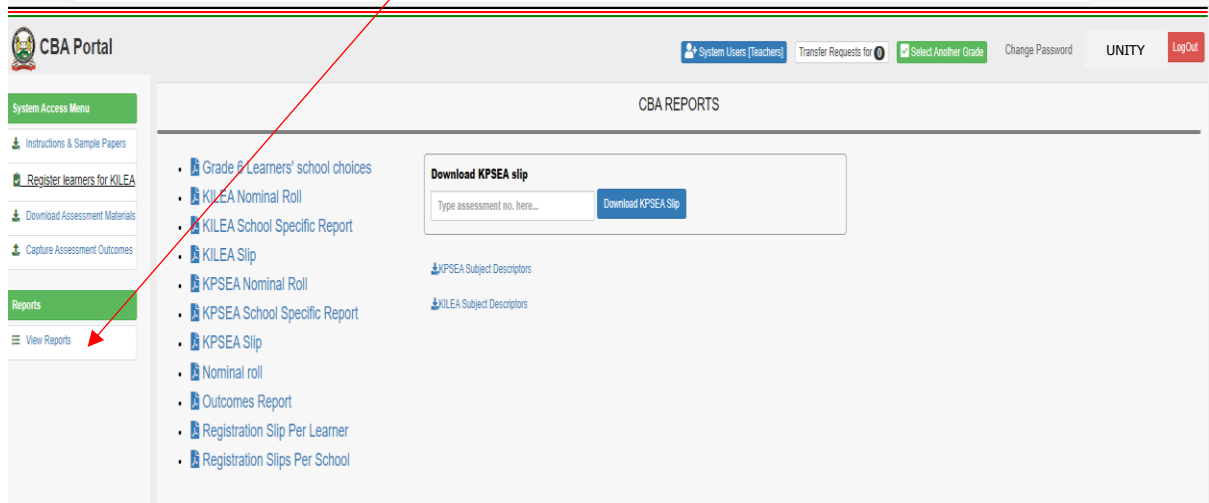 CBA Portal
System Users [Teachers]
Transfer Requests for 0
Select Another Grade
Change Password
UNITY
LogOut
System Access Menu
Instructions & Sample Papers
Register learners for KILEA
Download Assessment Materials
Capture Assessment Outcomes
Reports
View Reports
CBA REPORTS
Grade 6 Learners' school choices
KILEA Nominal Roll
KILEA School Specific Report
KILEA Slip
KPSEA Nominal Roll
KPSEA School Specific Report
KPSEA Slip
Nominal roll
Outcomes Report
Registration Slip Per Learner
Registration Slips Per School
Download KPSEA slip
Type assessment no. here...
Download KPSEA Slip
KPSEA Subject Descriptors
KILEA Subject Descriptors